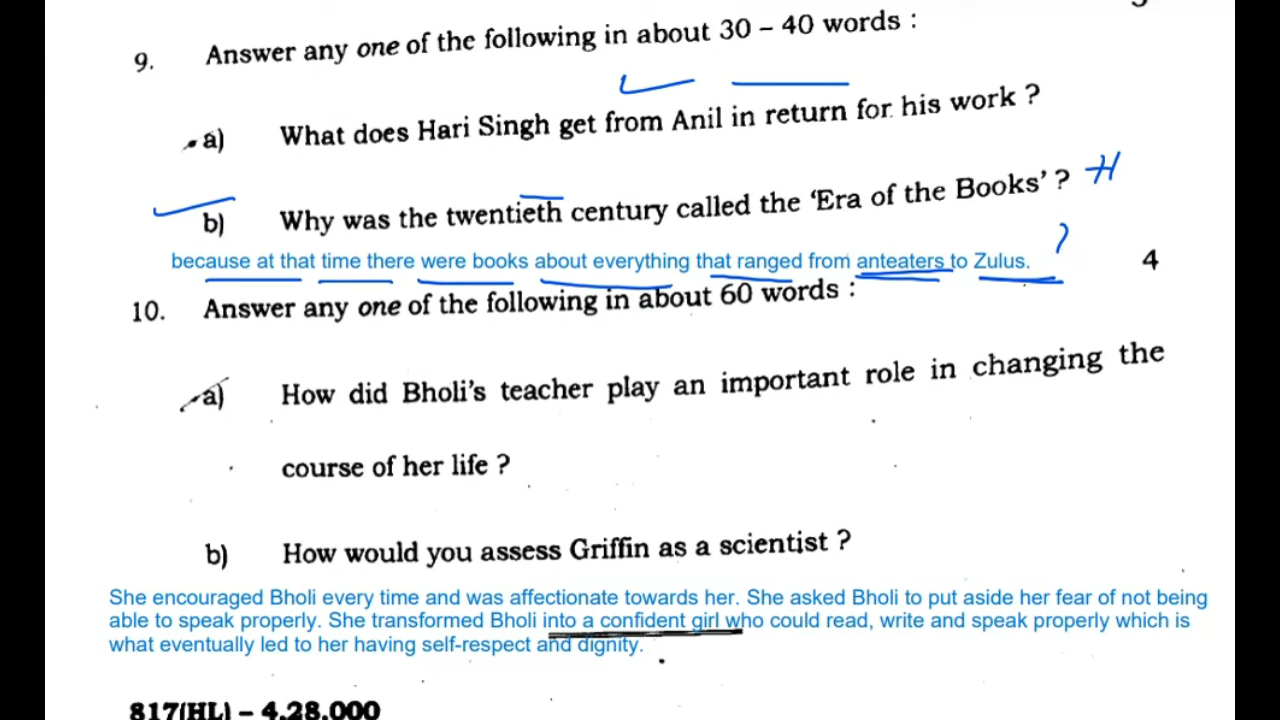 9. Answer any one of the following in about 30 – 40 words :
a) What does Hari Singh get from Anil in return for his work ?
b) Why was the twentieth century called the ‘Era of the Books’ ?
because at that time there were books about everything that ranged from anteaters to Zulus.
4
10. Answer any one of the following in about 60 words :
a) How did Bholi’s teacher play an important role in changing the
course of her life ?
b) How would you assess Griffin as a scientist ?
She encouraged Bholi every time and was affectionate towards her. She asked Bholi to put aside her fear of not being
able to speak properly. She transformed Bholi into a confident girl who could read, write and speak properly which is
what eventually led to her having self-respect and dignity.
817(HL) – 4,28,000